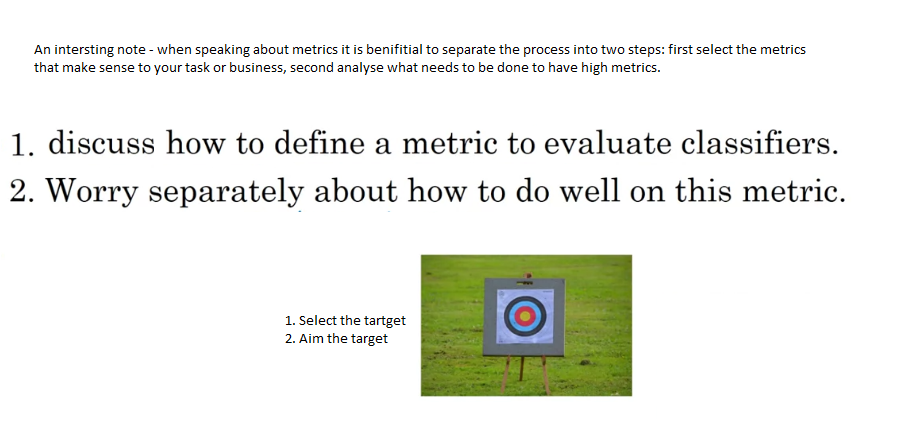 An intersting note - when speaking about metrics it is benifitial to separate the process into two steps: first select the metrics
that make sense to your task or business, second analyse what needs to be done to have high metrics.
1. discuss how to define a metric to evaluate classifiers.
2. Worry separately about how to do well on this metric.
1. Select the tartget
2. Aim the target